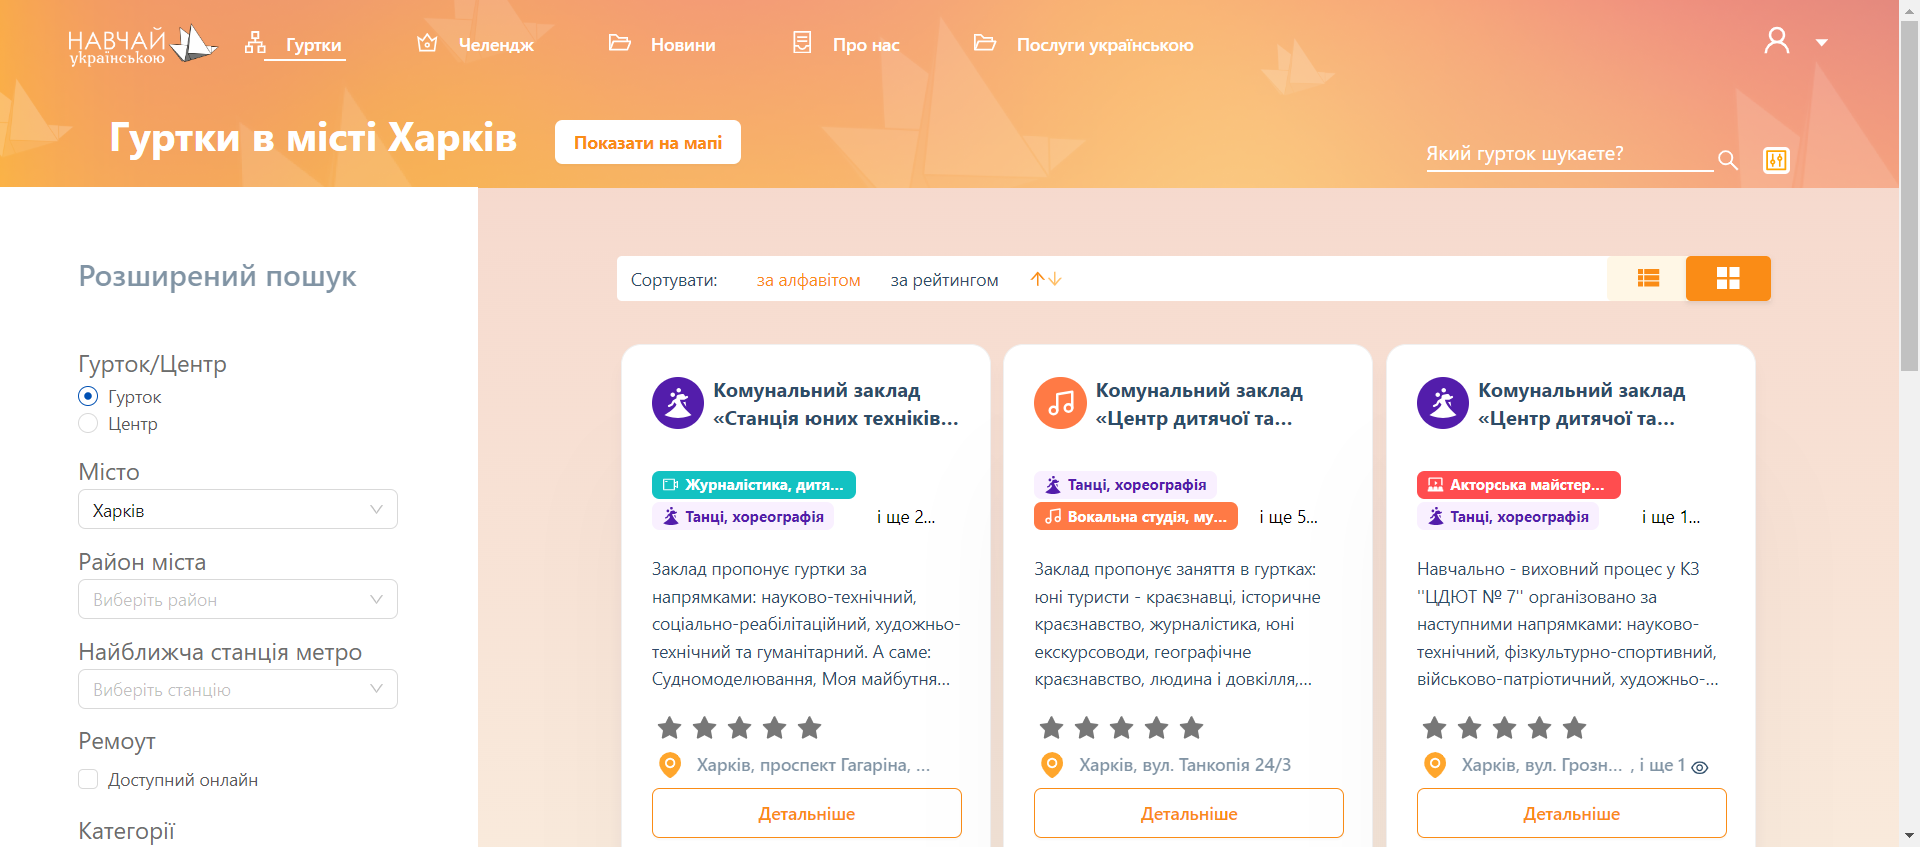 НАВЧАЙ
українською
Гуртки
Челендж
Новини
Про нас
Послуги українською
Гуртки в місті Харків
Показати на мапі
Який гурток шукаєте?
Розширений пошук
Гурток/Центр
Гурток
Центр
Місто
Харків
Район міста
Виберіть район
Найближча станція метро
Виберіть станцію
Ремоут
Доступний онлайн
Категорії
Сортувати: за алфавітом за рейтингом
Комунальний заклад
«Станція юних техніків...
Журналістика, дитя...
Танці, хореографія
і ще 2...
Заклад пропонує гуртки за
напрямками: науково-технічний,
соціально-реабілітаційний, художньо-
технічний та гуманітарний. А саме:
Судномоделювання, Моя майбутня...
Харків, проспект Гагаріна, ...
Детальніше
Комунальний заклад
«Центр дитячої та...
Танці, хореографія
Вокальна студія, му...
і ще 5...
Заклад пропонує заняття в гуртках:
юні туристи - краєзнавці, історичне
краєзнавство, журналістика, юні
екскурсоводи, географічне
краєзнавство, людина і довкілля,...
Харків, вул. Танкопія 24/3
Детальніше
Комунальний заклад
«Центр дитячої та...
Акторська майстер...
Танці, хореографія
і ще 1...
Навчально - виховний процес у КЗ
''ЦДЮТ № 7'' організовано за
наступними напрямками: науково-
технічний, фізкультурно-спортивний,
військово-патріотичний, художньо-...
Харків, вул. Грозн... , і ще 1
Детальніше